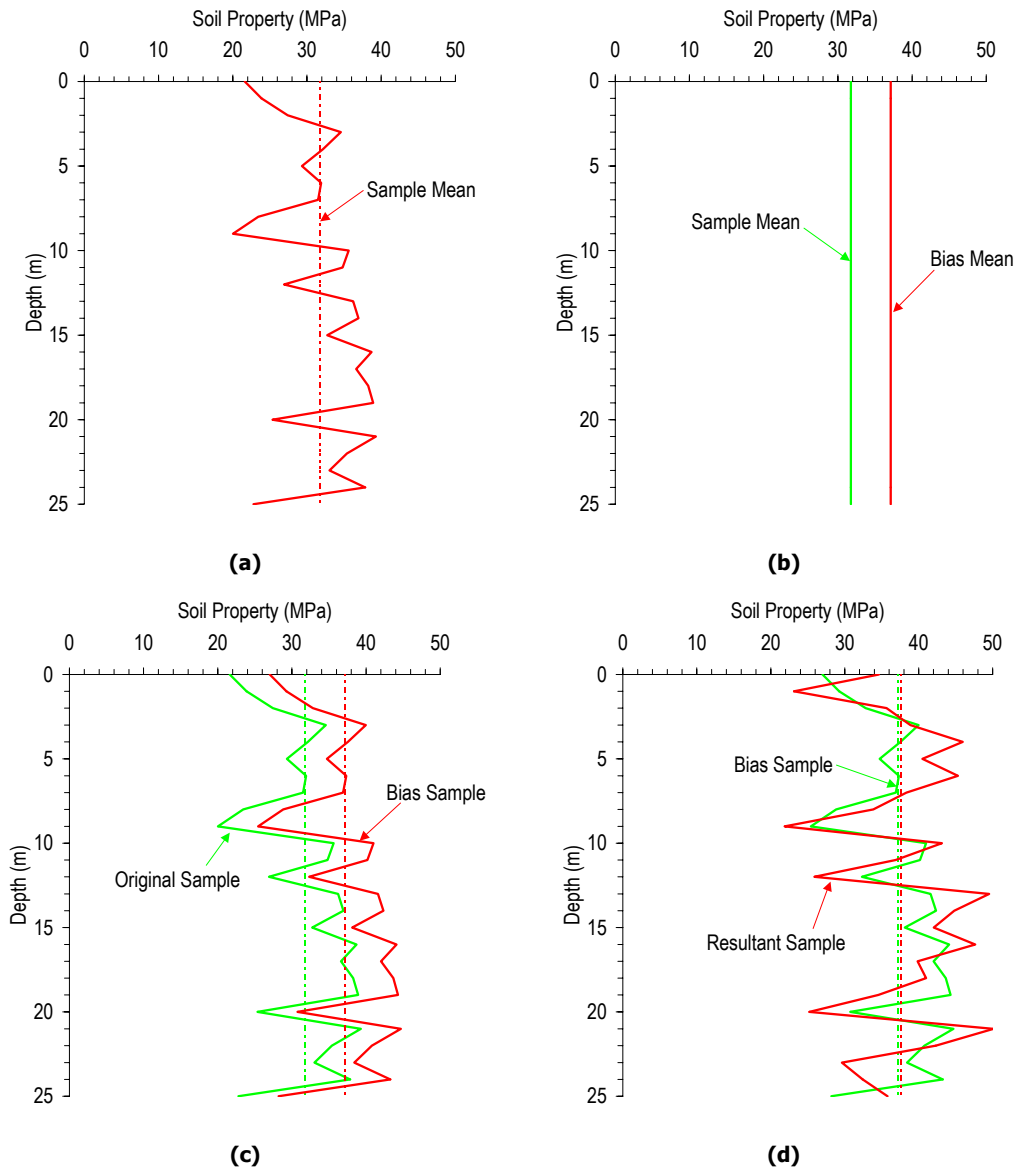 Soil Property (MPa)
0 10 20 30 40 50
0
5
10
15
20
25
Depth (m)
Sample Mean
(a)
Soil Property (MPa)
0 10 20 30 40 50
0
5
10
15
20
25
Depth (m)
Sample Mean
Bias Mean
(b)
Soil Property (MPa)
0 10 20 30 40 50
0
5
10
15
20
25
Depth (m)
Bias Sample
Original Sample
(c)
Soil Property (MPa)
0 10 20 30 40 50
0
5
10
15
20
25
Depth (m)
Bias Sample
Resultant Sample
(d)